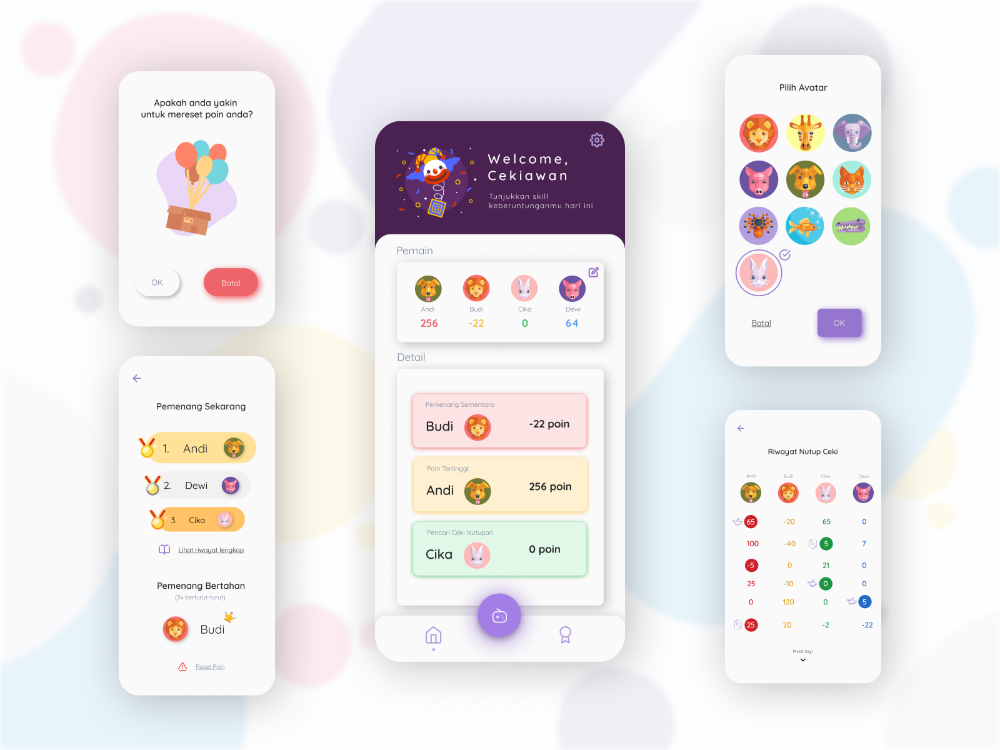 Apakah anda yakin
untuk mereset poin anda?
OK
Batal
Pemenang Sekarang
1. Andi
2. Dewi
3. Cika
Lihat riwayat lengkap
Pemenang Bertahan
(3x berturut-turut)
Budi
Reset Poin
Welcome,
Cekiawan
Tunjukkan skill
keberuntunganmu hari ini
Pemain
Andi Budi Cika Dewi
256 -22 0 64
Detail
Pemenang Sementara
Budi -22 poin
Poin Tertinggi
Andi 256 poin
Pencari Ceki Nutupan
Cika 0 poin
Pilih Avatar
Batal OK
Riwayat Nutup Ceki
Andi Budi Cika Dewi
65 -20 65 0
100 -40 5 7
-5 0 21 0
25 -10 0 0
0 120 0 5
25 20 -2 -22
Muat lagi